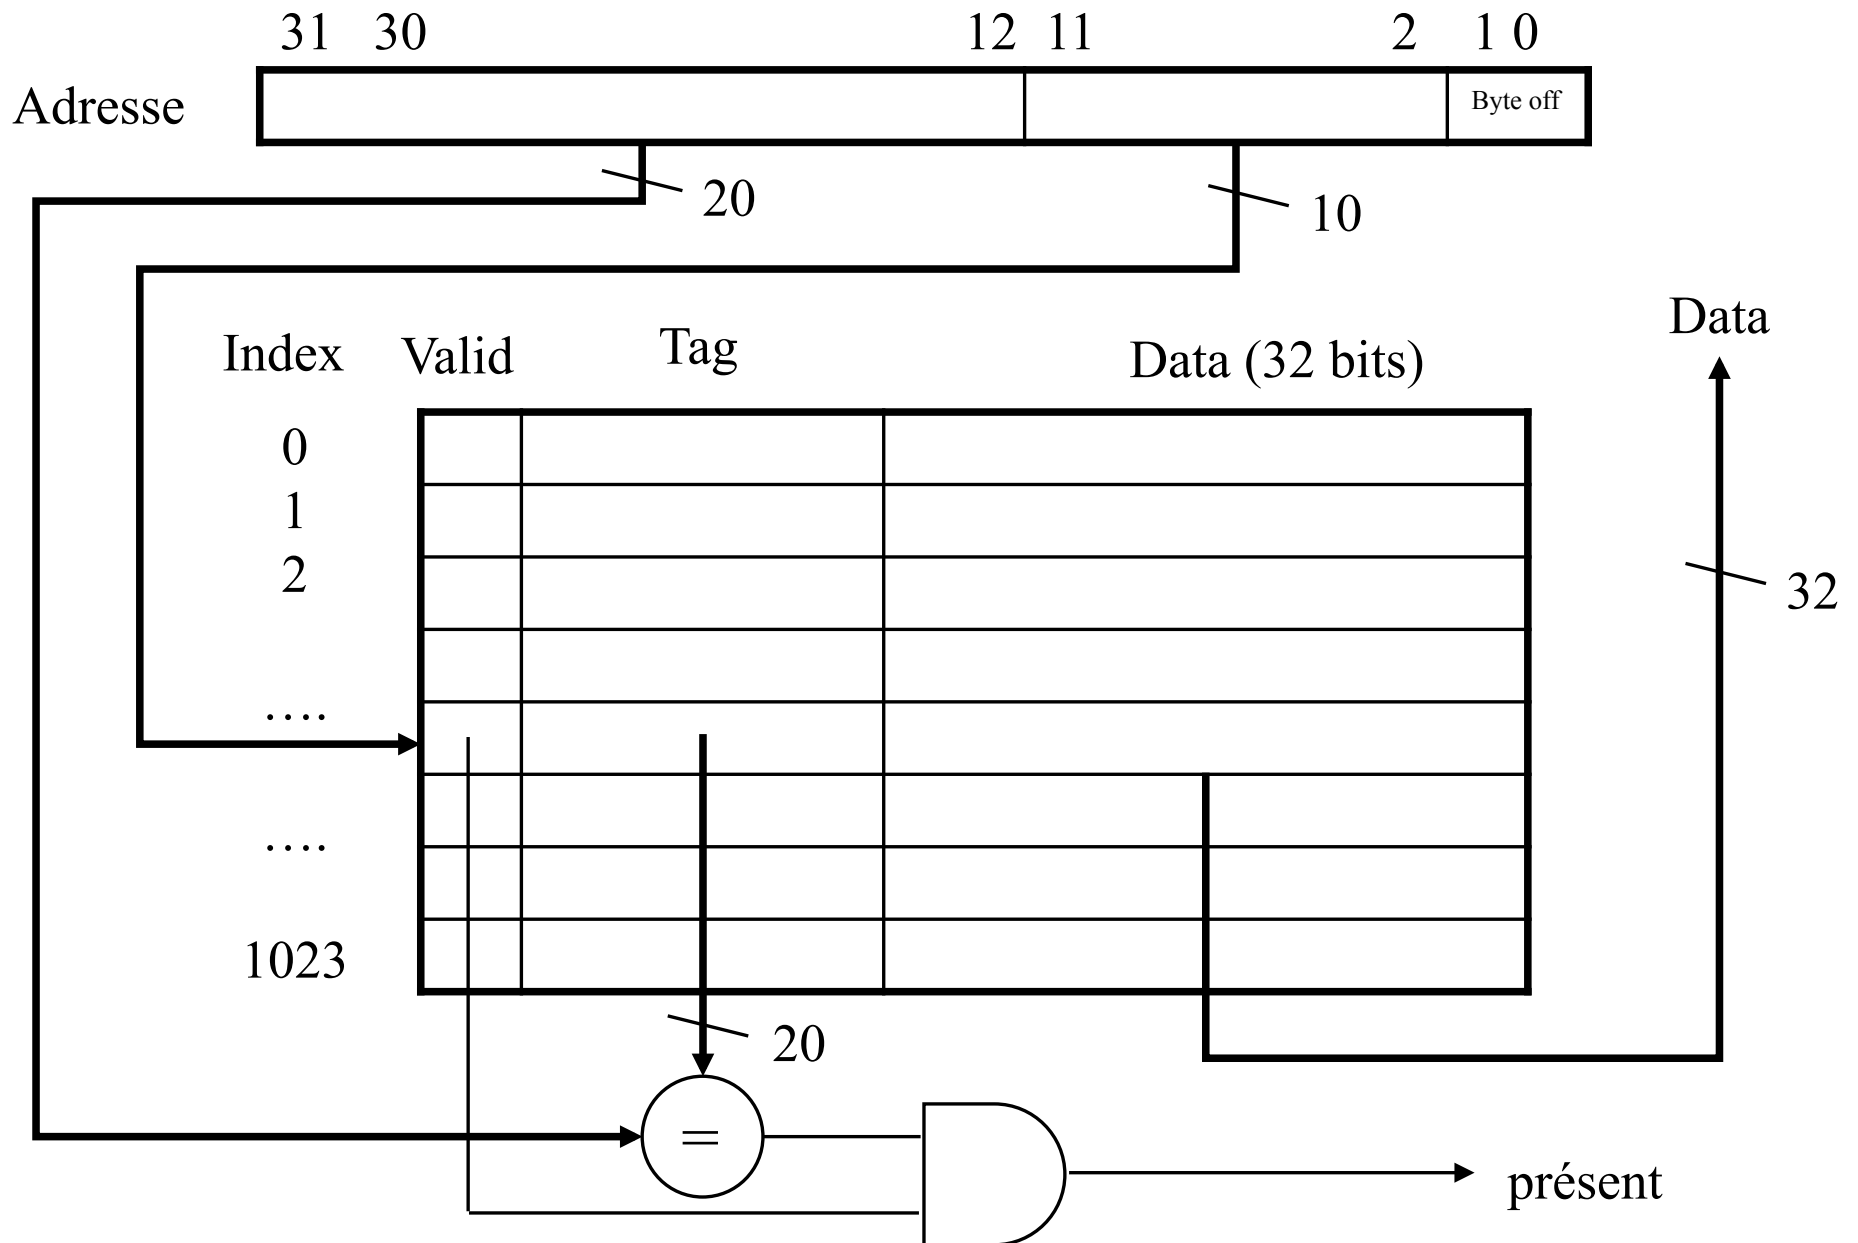 31 30 12 11 2 1 0
Adresse
Byte off
20
10
Data
Index Valid Tag Data (32 bits)
0
1
2
32
....
....
1023
20
=
présent